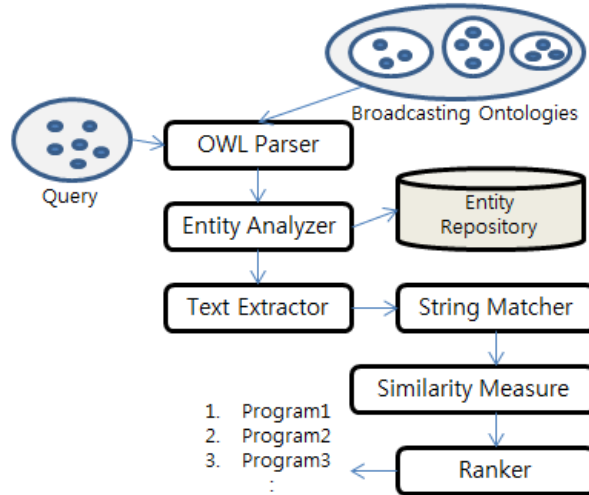 Broadcasting Ontologies
Query
OWL Parser
Entity Analyzer
Entity
Repository
Text Extractor
String Matcher
Similarity Measure
1. Program1
2. Program2
3. Program3
:
Ranker